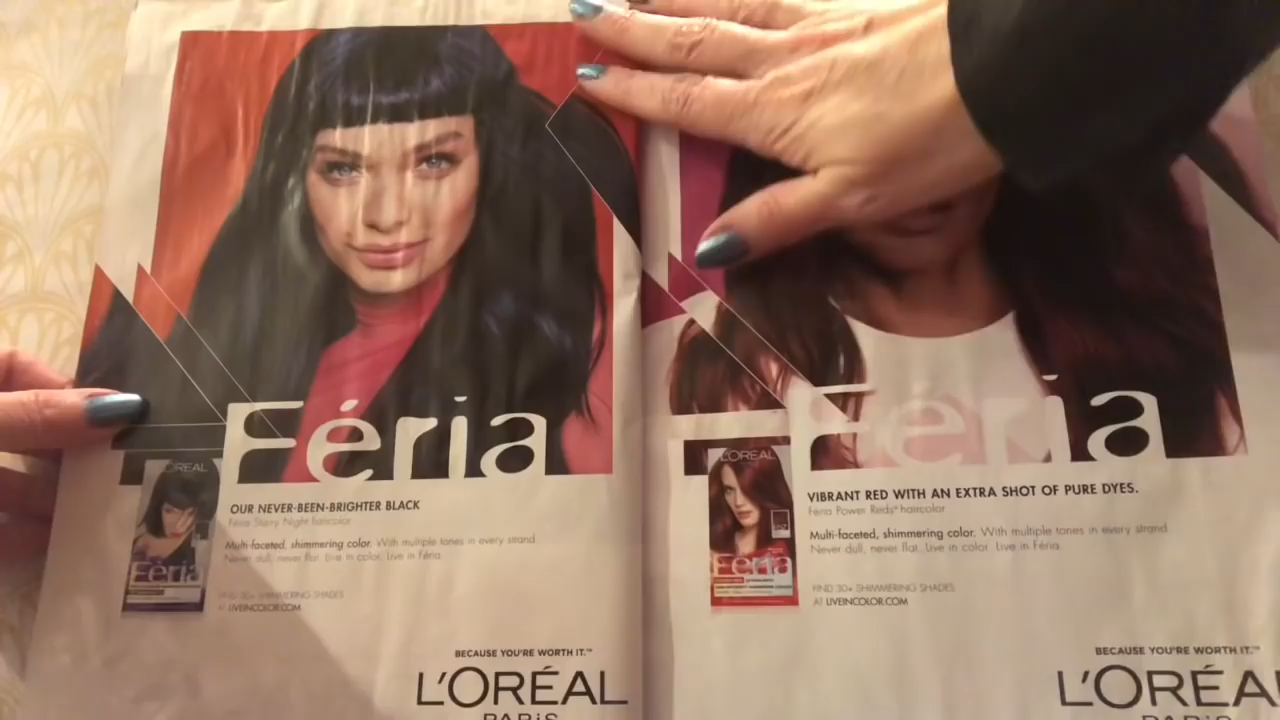 Féria
L'ORÉAL
Féria
OUR NEVER-BEEN-BRIGHTER BLACK
Féria Starry Night haircolor
Multi-faceted, shimmering color. With multiple tones in every strand.
Never dull, never flat. Live in color. Live in Féria.
FIND 30+ SHIMMERING SHADES
AT LIVEINCOLOR.COM
BECAUSE YOU'RE WORTH IT.™
L'ORÉAL
PARIS
Féria
L'ORÉAL
Féria
VIBRANT RED WITH AN EXTRA SHOT OF PURE DYES.
Féria Power Reds® haircolor
Multi-faceted, shimmering color. With multiple tones in every strand.
Never dull, never flat. Live in color. Live in Féria.
FIND 30+ SHIMMERING SHADES
AT LIVEINCOLOR.COM
BECAUSE YOU'RE WORTH IT.™
L'ORÉA
PARIS